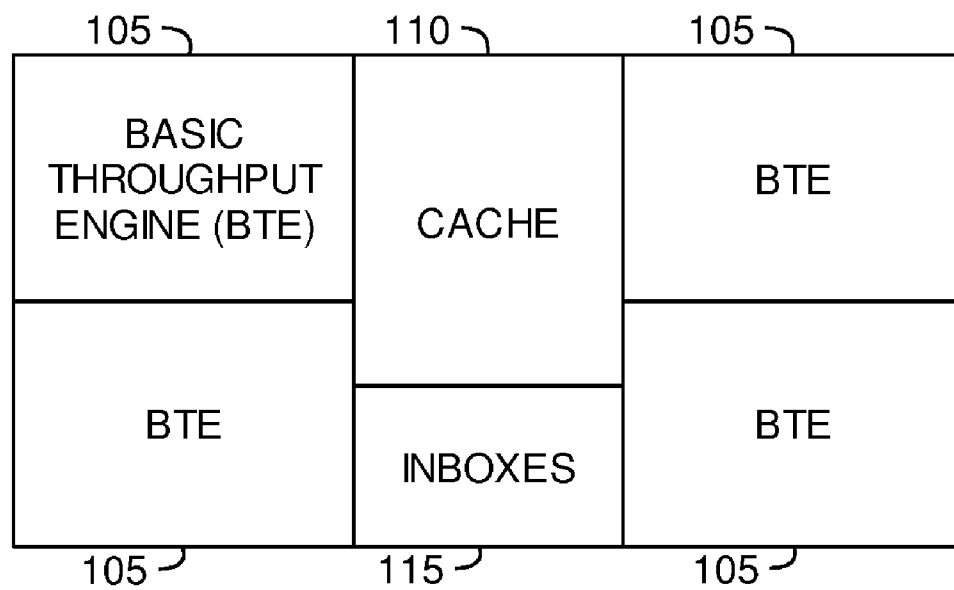 105
110
105
BASIC
THROUGHPUT
ENGINE (BTE)
CACHE
BTE
BTE
INBOXES
BTE
105
115
105